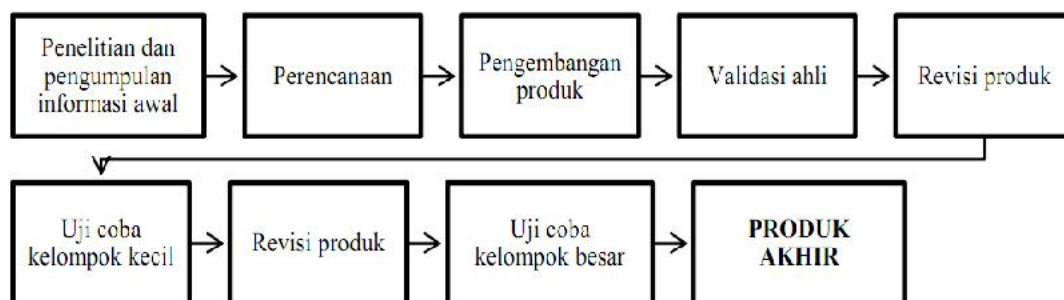 Penelitian dan
pengumpulan
informasi awal
Perencanaan
Pengembangan
produk
Validasi ahli
Revisi produk
Uji coba
kelompok kecil
Revisi produk
Uji coba
kelompok besar
PRODUK
AKHIR